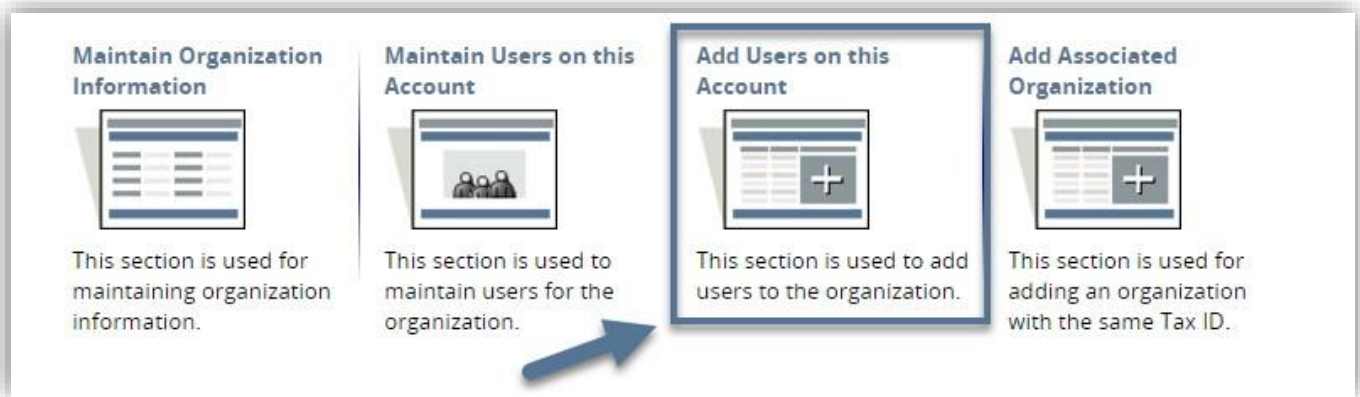 Maintain Organization
Information
This section is used for
maintaining organization
information.
Maintain Users on this
Account
This section is used to
maintain users for the
organization.
Add Users on this
Account
This section is used to add
users to the organization.
Add Associated
Organization
This section is used for
adding an organization
with the same Tax ID.